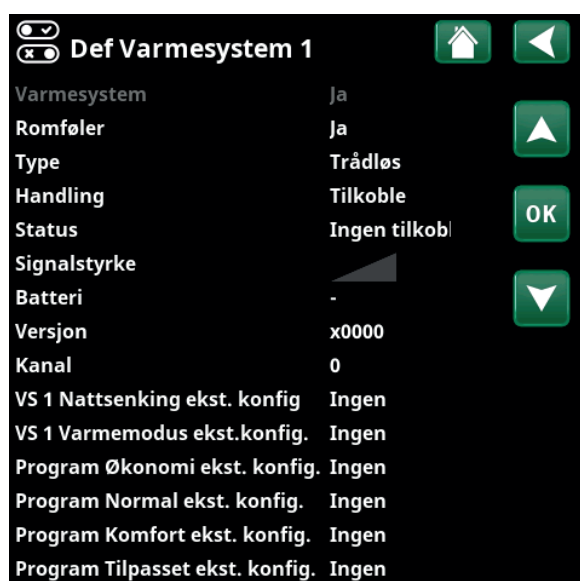 Def Varmesystem 1
Varmesystem Ja
Romføler Ja
Type Trådløs
Handling Tilkoble
OK
Status Ingen tilkobl
Signalstyrke
Batteri -
Versjon x0000
Kanal 0
VS 1 Nattsenking ekst. konfig Ingen
VS 1 Varmemodus ekst.konfig. Ingen
Program Økonomi ekst. konfig. Ingen
Program Normal ekst. konfig. Ingen
Program Komfort ekst. konfig. Ingen
Program Tilpasset ekst. konfig. Ingen